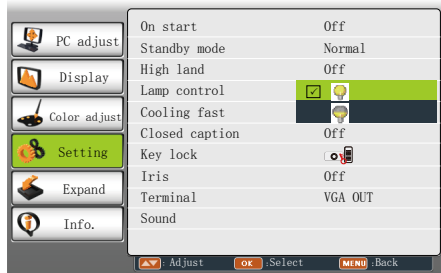 PC adjust
Display
Color adjust
Setting
Expand
Info.
On start Off
Standby mode Normal
High land Off
Lamp control
Cooling fast
Closed caption Off
Key lock
Iris Off
Terminal VGA OUT
Sound
: Adjust OK :Select MENU :Back